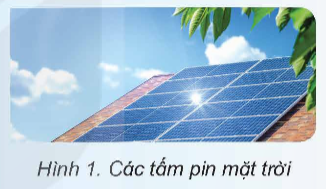 Hình 1. Các tấm pin mặt trời